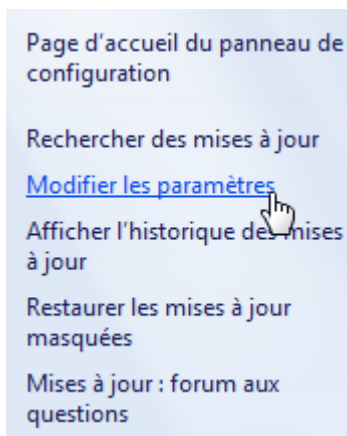 Page d'accueil du panneau de
configuration
Rechercher des mises à jour
Modifier les paramètres
Afficher l'historique des mises
à jour
Restaurer les mises à jour
masquées
Mises à jour : forum aux
questions